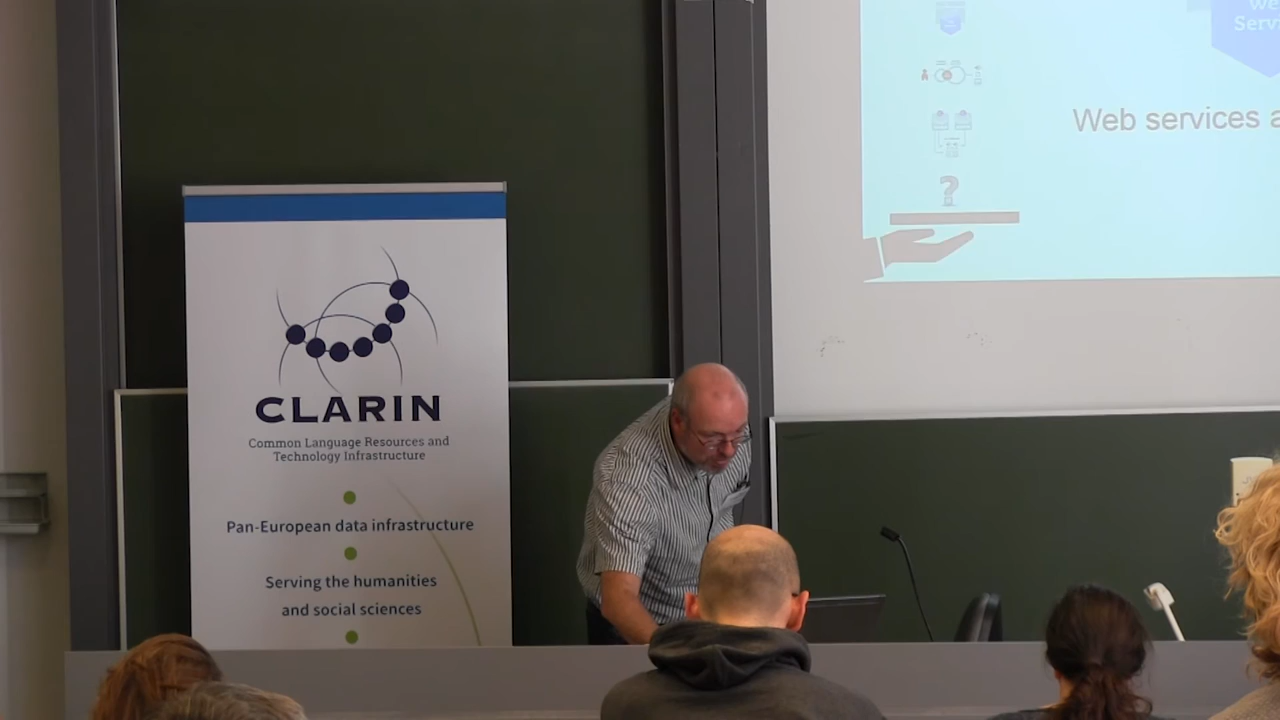 CLARIN
Common Language Resources and
Technology Infrastructure
Pan-European data infrastructure
Serving the humanities
and social sciences
Web services a